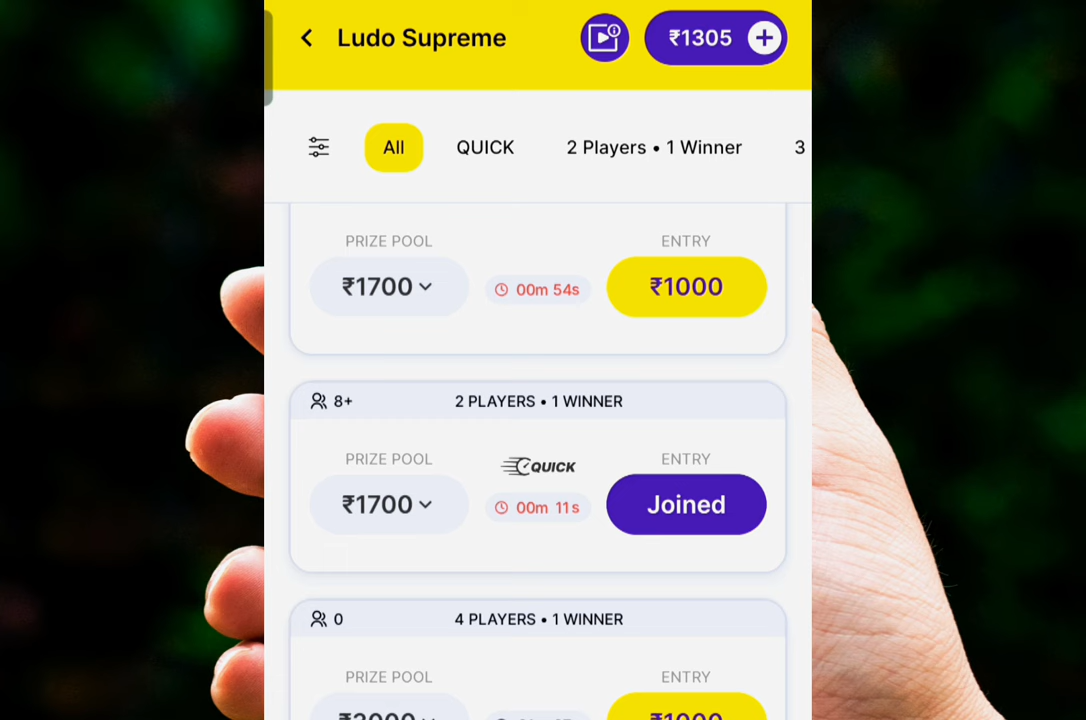 Ludo Supreme
₹1305
All
QUICK
2 Players • 1 Winner
3
PRIZE POOL
ENTRY
₹1700
00m 54s
₹1000
8+
2 PLAYERS • 1 WINNER
PRIZE POOL
QUICK
ENTRY
₹1700
00m 11s
Joined
0
4 PLAYERS • 1 WINNER
PRIZE POOL
ENTRY
₹1000